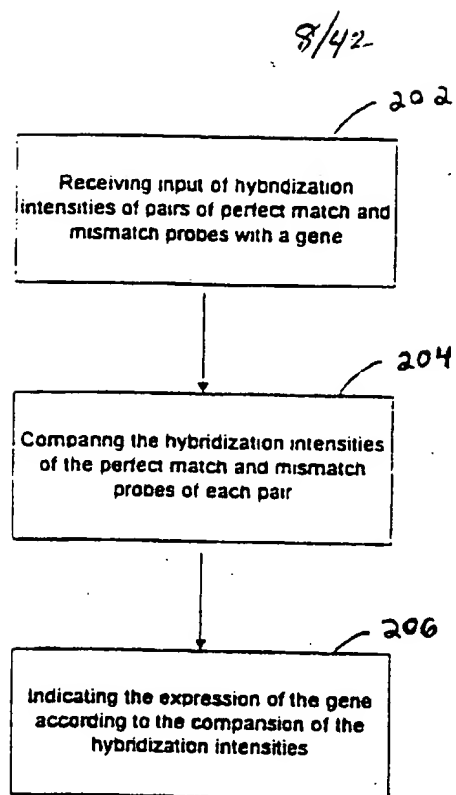 8/42
202
Receiving input of hybridization
intensities of pairs of perfect match and
mismatch probes with a gene
204
Comparing the hybridization intensities
of the perfect match and mismatch
probes of each pair
206
Indicating the expression of the gene
according to the comparision of the
hybridization intensities